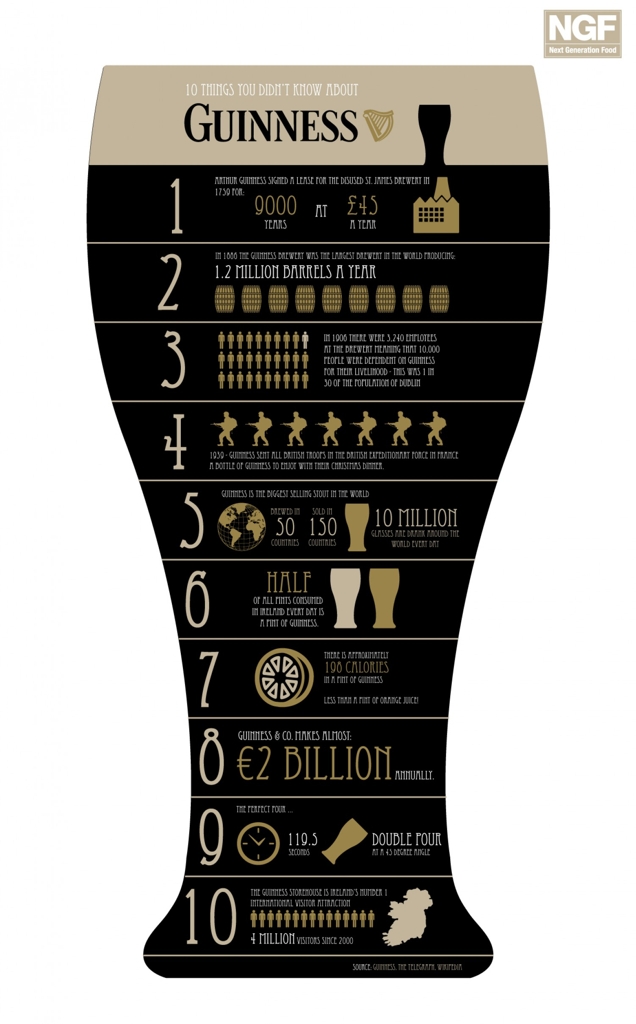 NGF
Next Generation Food
10 THINGS YOU DIDN'T KNOW ABOUT
GUINNESS
1
ARTHUR GUINNESS SIGNED A LEASE FOR THE DISUSED ST. JAMES BREWERY IN
1759 FOR:
9000 AT £45
YEARS A YEAR
2
IN 1888 THE GUINNESS BREWERY WAS THE LARGEST BREWERY IN THE WORLD PRODUCING:
1.2 MILLION BARRELS A YEAR
3
IN 1906 THERE WERE 3,240 EMPLOYEES
AT THE BREWERY MEANING THAT 10,000
PEOPLE WERE DEPENDENT ON GUINNESS
FOR THEIR LIVELIHOOD - THIS WAS 1 IN
30 OF THE POPULATION OF DUBLIN
4
1939 - GUINNESS SENT ALL BRITISH TROOPS IN THE BRITISH EXPEDITIONARY FORCE IN FRANCE
A BOTTLE OF GUINNESS TO ENJOY WITH THEIR CHRISTMAS DINNER.
5
GUINNESS IS THE BIGGEST SELLING STOUT IN THE WORLD
BREWED IN
50
COUNTRIES
SOLD IN
150
COUNTRIES
10 MILLION
GLASSES ARE DRANK AROUND THE
WORLD EVERY DAY
6
HALF
OF ALL PINTS CONSUMED
IN IRELAND EVERY DAY IS
A PINT OF GUINNESS.
7
THERE IS APPROXIMATELY
198 CALORIES
IN A PINT OF GUINNESS
LESS THAN A PINT OF ORANGE JUICE!
8
GUINNESS & CO. MAKES ALMOST:
€2 BILLION ANNUALLY.
9
THE PERFECT POUR ...
119.5
SECONDS
DOUBLE POUR
AT A 45 DEGREE ANGLE
10
THE GUINNESS STOREHOUSE IS IRELAND'S NUMBER 1
INTERNATIONAL VISITOR ATTRACTION
4 MILLION VISITORS SINCE 2000
SOURCE: GUINNESS, THE TELEGRAPH, WIKIPEDIA